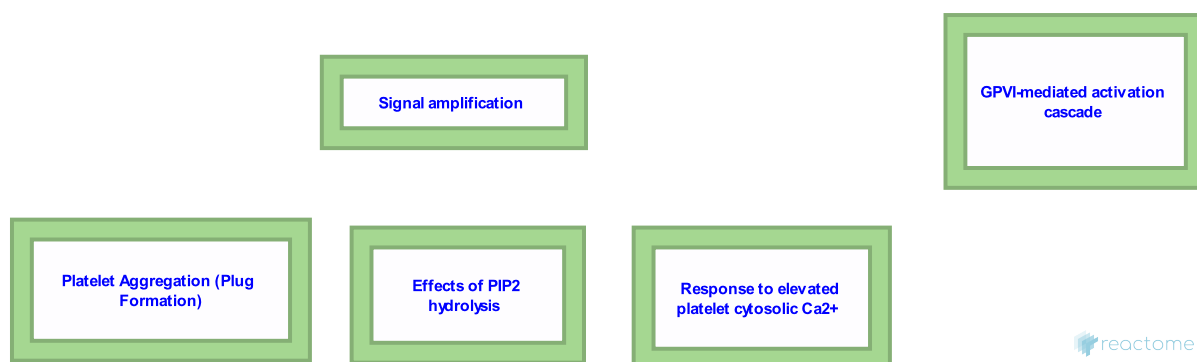 GPVI-mediated activation
cascade
Signal amplification
Platelet Aggregation (Plug
Formation)
Effects of PIP2
hydrolysis
Response to elevated
platelet cytosolic Ca2+
reactome